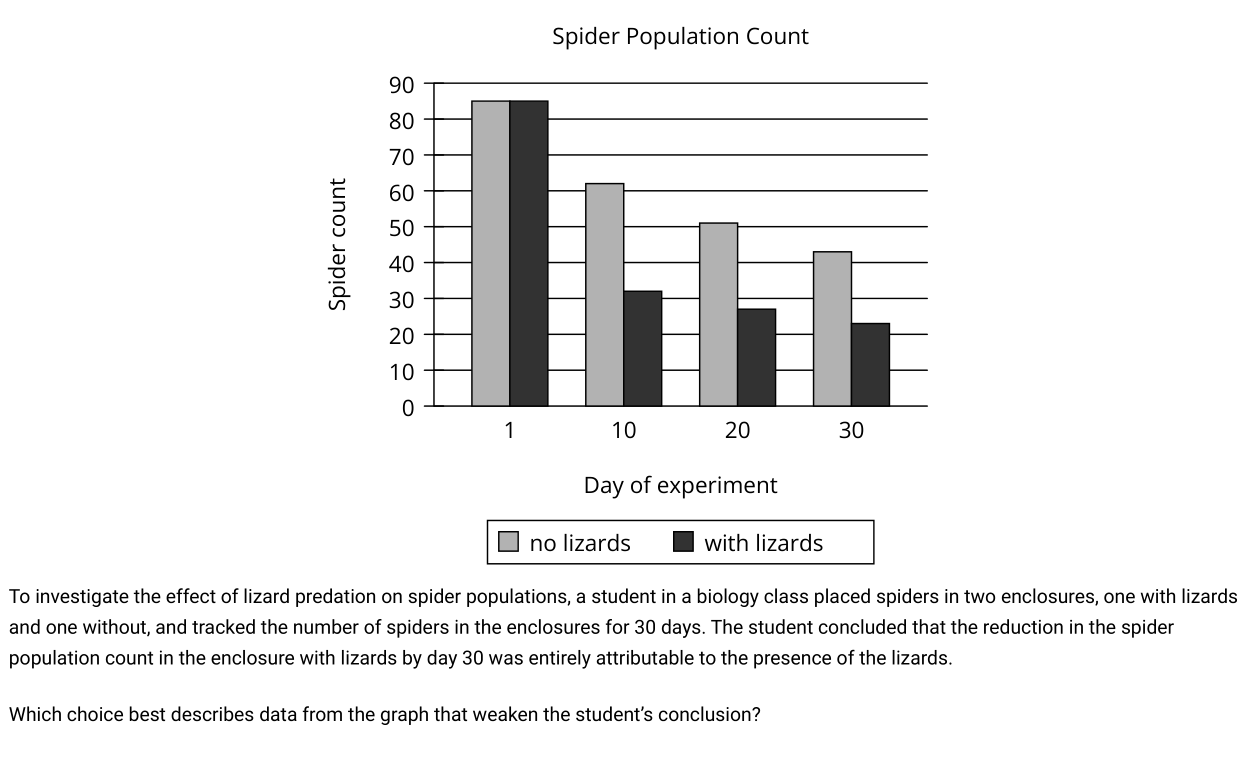 Spider Population Count
90
80
70
60
50
40
30
20
10
0
Spider count
1 10 20 30
Day of experiment
no lizards with lizards
To investigate the effect of lizard predation on spider populations, a student in a biology class placed spiders in two enclosures, one with lizards
and one without, and tracked the number of spiders in the enclosures for 30 days. The student concluded that the reduction in the spider
population count in the enclosure with lizards by day 30 was entirely attributable to the presence of the lizards.
Which choice best describes data from the graph that weaken the student’s conclusion?